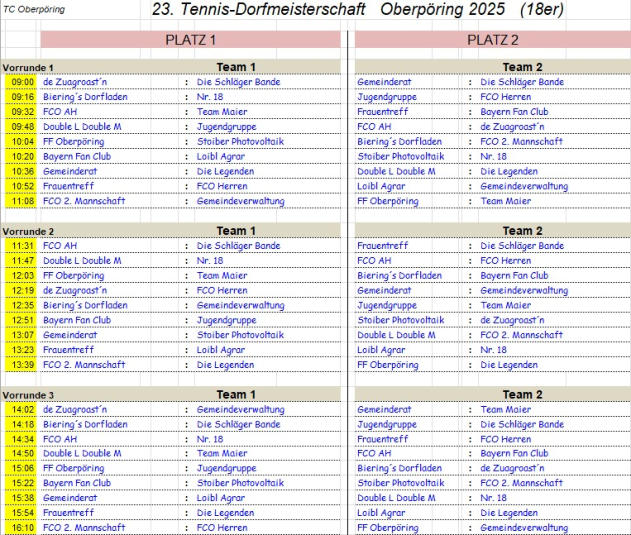 TC Oberpöring 23. Tennis-Dorfmeisterschaft Oberpöring 2025 (18er)
PLATZ 1 PLATZ 2
Vorrunde 1 Team 1 Team 2
09:00 de Zuagroast´n : Die Schläger Bande Gemeinderat : Die Schläger Bande
09:16 Biering´s Dorfladen : Nr. 18 Jugendgruppe : FCO Herren
09:32 FCO AH : Team Maier Frauentreff : Bayern Fan Club
09:48 Double L Double M : Jugendgruppe FCO AH : de Zuagroast´n
10:04 FF Oberpöring : Stoiber Photovoltaik Biering´s Dorfladen : FCO 2. Mannschaft
10:20 Bayern Fan Club : Loibl Agrar Stoiber Photovoltaik : Nr. 18
10:36 Gemeinderat : Die Legenden Double L Double M : Die Legenden
10:52 Frauentreff : FCO Herren Loibl Agrar : Gemeindeverwaltung
11:08 FCO 2. Mannschaft : Gemeindeverwaltung FF Oberpöring : Team Maier
Vorrunde 2 Team 1 Team 2
11:31 FCO AH : Die Schläger Bande Frauentreff : Die Schläger Bande
11:47 Double L Double M : Nr. 18 FCO AH : FCO Herren
12:03 FF Oberpöring : Team Maier Biering´s Dorfladen : Bayern Fan Club
12:19 de Zuagroast´n : FCO Herren Gemeinderat : Gemeindeverwaltung
12:35 Biering´s Dorfladen : Gemeindeverwaltung Jugendgruppe : Team Maier
12:51 Bayern Fan Club : Jugendgruppe Stoiber Photovoltaik : de Zuagroast´n
13:07 Gemeinderat : Stoiber Photovoltaik Double L Double M : FCO 2. Mannschaft
13:23 Frauentreff : Loibl Agrar Loibl Agrar : Nr. 18
13:39 FCO 2. Mannschaft : Die Legenden FF Oberpöring : Die Legenden
Vorrunde 3 Team 1 Team 2
14:02 de Zuagroast´n : Gemeindeverwaltung Gemeinderat : Team Maier
14:18 Biering´s Dorfladen : Die Schläger Bande Jugendgruppe : Die Schläger Bande
14:34 FCO AH : Nr. 18 Frauentreff : FCO Herren
14:50 Double L Double M : Team Maier FCO AH : Bayern Fan Club
15:06 FF Oberpöring : Jugendgruppe Biering´s Dorfladen : de Zuagroast´n
15:22 Bayern Fan Club : Die Schläger Bande Stoiber Photovoltaik : FCO 2. Mannschaft
15:38 Gemeinderat : Loibl Agrar Double L Double M : Nr. 18
15:54 Frauentreff : Die Legenden Loibl Agrar : Die Legenden
16:10 FCO 2. Mannschaft : FCO Herren FF Oberpöring : Gemeindeverwaltung